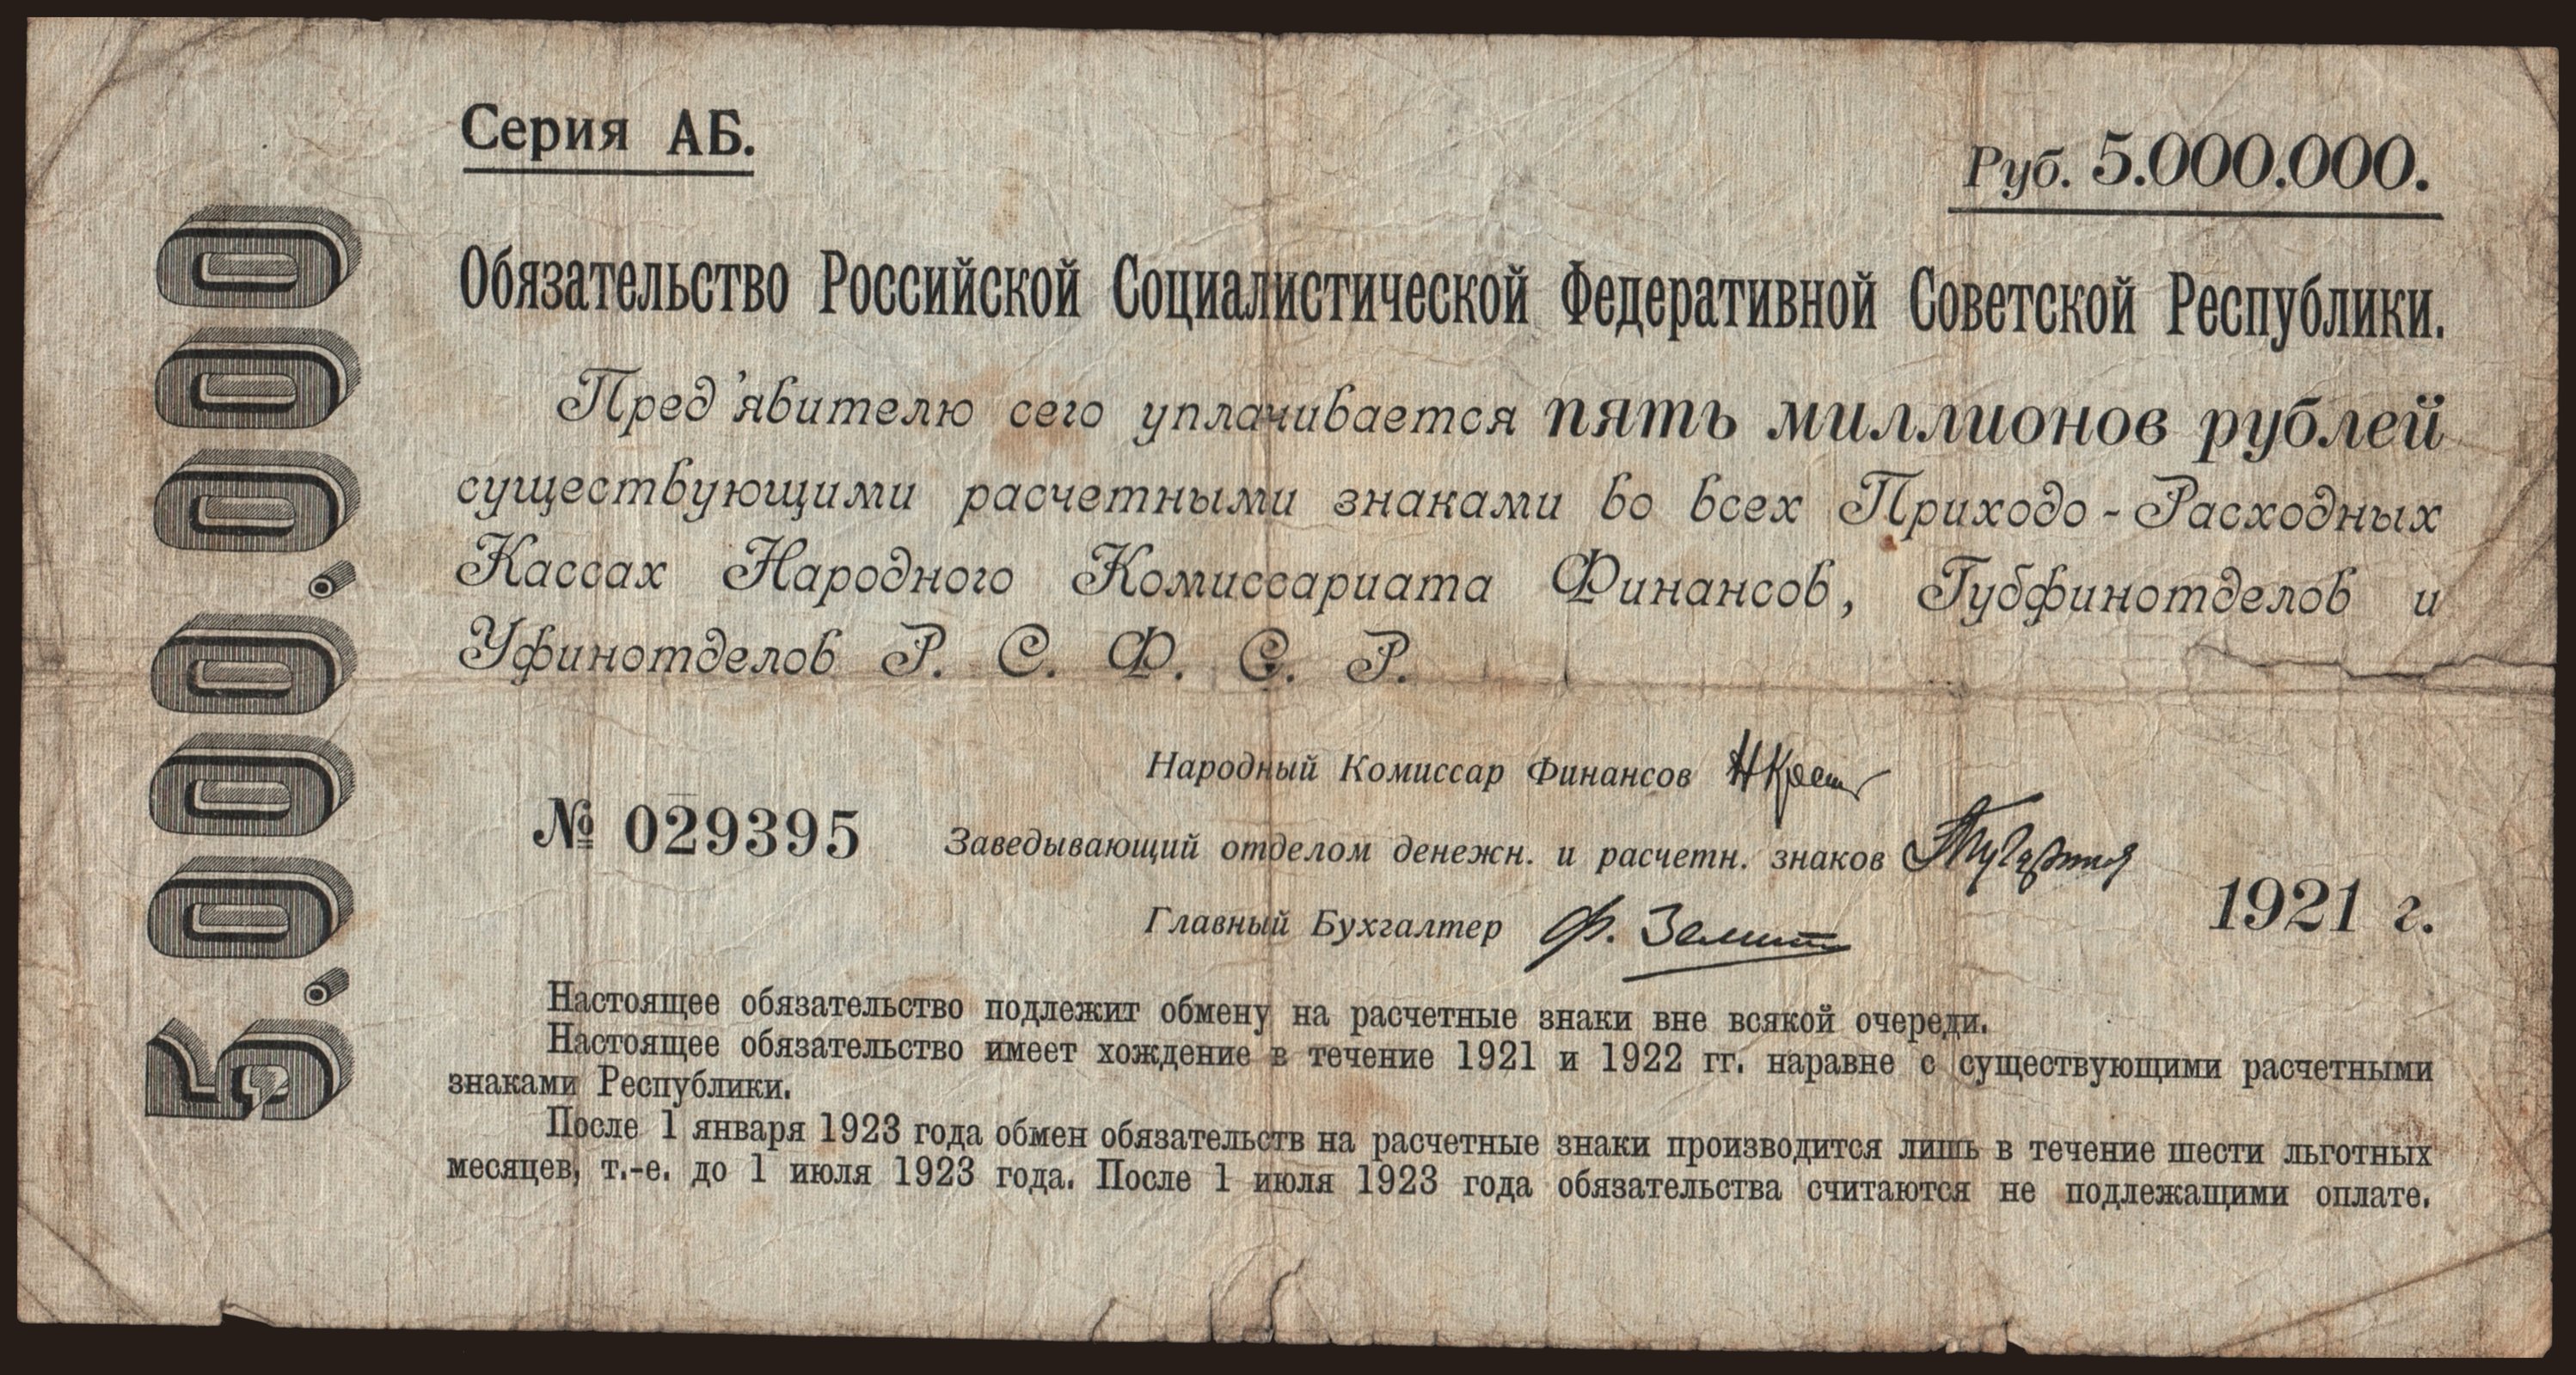 Серия АБ.
Руб. 5.000.000.
5.000.000
Обязательство Российской Социалистической Федеративной Советской Республики.
Пред'явителю сего уплачивается пять миллионов рублей
существующими расчетными знаками во всех Приходо-Расходных
Кассах Народного Комиссариата Финансов, Губфинотделов и
Уфинотделов Р. С. Ф. С. Р.
Народный Комиссар Финансов
№ 029395
Заведывающий отделом денежн. и расчетн. знаков
Главный Бухгалтер
1921 г.
Настоящее обязательство подлежит обмену на расчетные знаки вне всякой очереди.
Настоящее обязательство имеет хождение в течение 1921 и 1922 гг. наравне с существующими расчетными
знаками Республики.
После 1 января 1923 года обмен обязательств на расчетные знаки производится лишь в течение шести льготных
месяцев, т.-е. до 1 июля 1923 года. После 1 июля 1923 года обязательства считаются не подлежащими оплате.